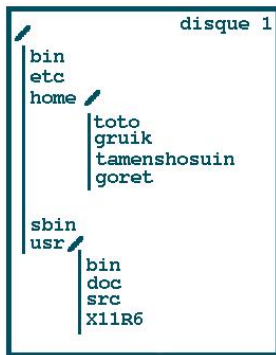 disque 1
/
bin
etc
home /
toto
gruik
tamenshosuin
goret
sbin
usr /
bin
doc
src
X11R6